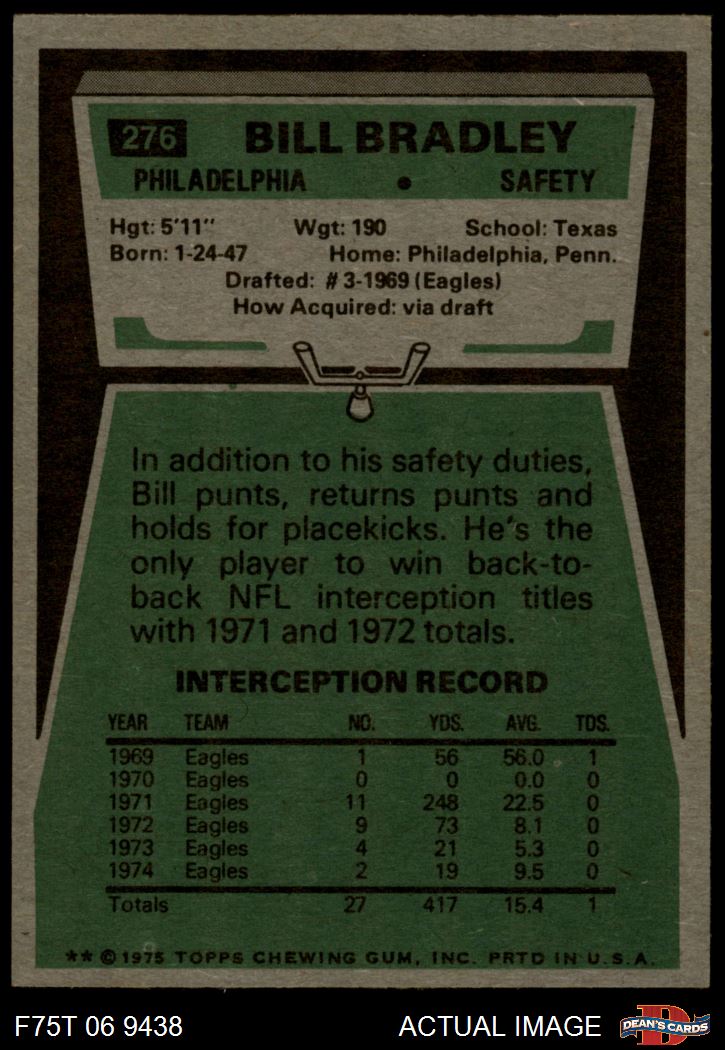 276 BILL BRADLEY
PHILADELPHIA • SAFETY
Hgt: 5'11" Wgt: 190 School: Texas
Born: 1-24-47 Home: Philadelphia, Penn.
Drafted: #3-1969 (Eagles)
How Acquired: via draft
In addition to his safety duties,
Bill punts, returns punts and
holds for placekicks. He's the
only player to win back-to-
back NFL interception titles
with 1971 and 1972 totals.
INTERCEPTION RECORD
YEAR TEAM NO. YDS. AVG. TDS.
1969 Eagles 1 56 56.0 1
1970 Eagles 0 0 0.0 0
1971 Eagles 11 248 22.5 0
1972 Eagles 9 73 8.1 0
1973 Eagles 4 21 5.3 0
1974 Eagles 2 19 9.5 0
Totals 27 417 15.4 1
** © 1975 TOPPS CHEWING GUM, INC. PRTD IN U.S.A.
F75T 06 9438 ACTUAL IMAGE D DEAN'S CARDS